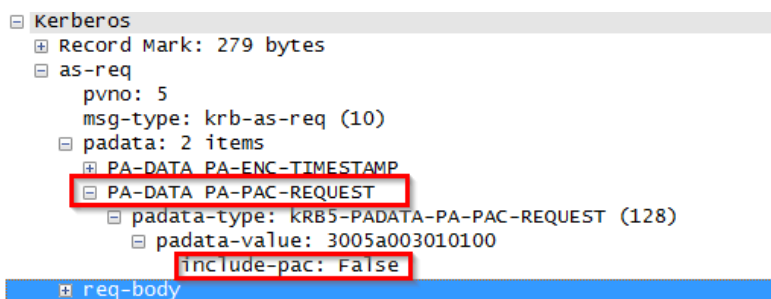 Kerberos
Record Mark: 279 bytes
as-req
pvno: 5
msg-type: krb-as-req (10)
padata: 2 items
PA-DATA PA-ENC-TIMESTAMP
PA-DATA PA-PAC-REQUEST
padata-type: kRB5-PADATA-PA-PAC-REQUEST (128)
padata-value: 3005a003010100
include-pac: False
req-body